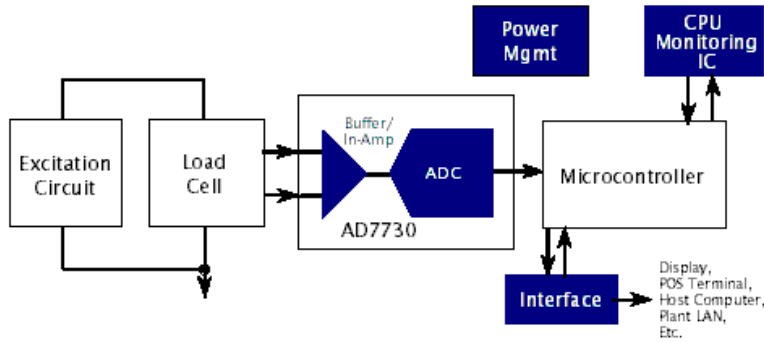 Power
Mgmt
CPU
Monitoring
IC
Buffer/
In-Amp
Excitation
Circuit
Load
Cell
ADC
Microcontroller
AD7730
Interface
Display,
POS Terminal,
Host Computer,
Plant LAN,
Etc.